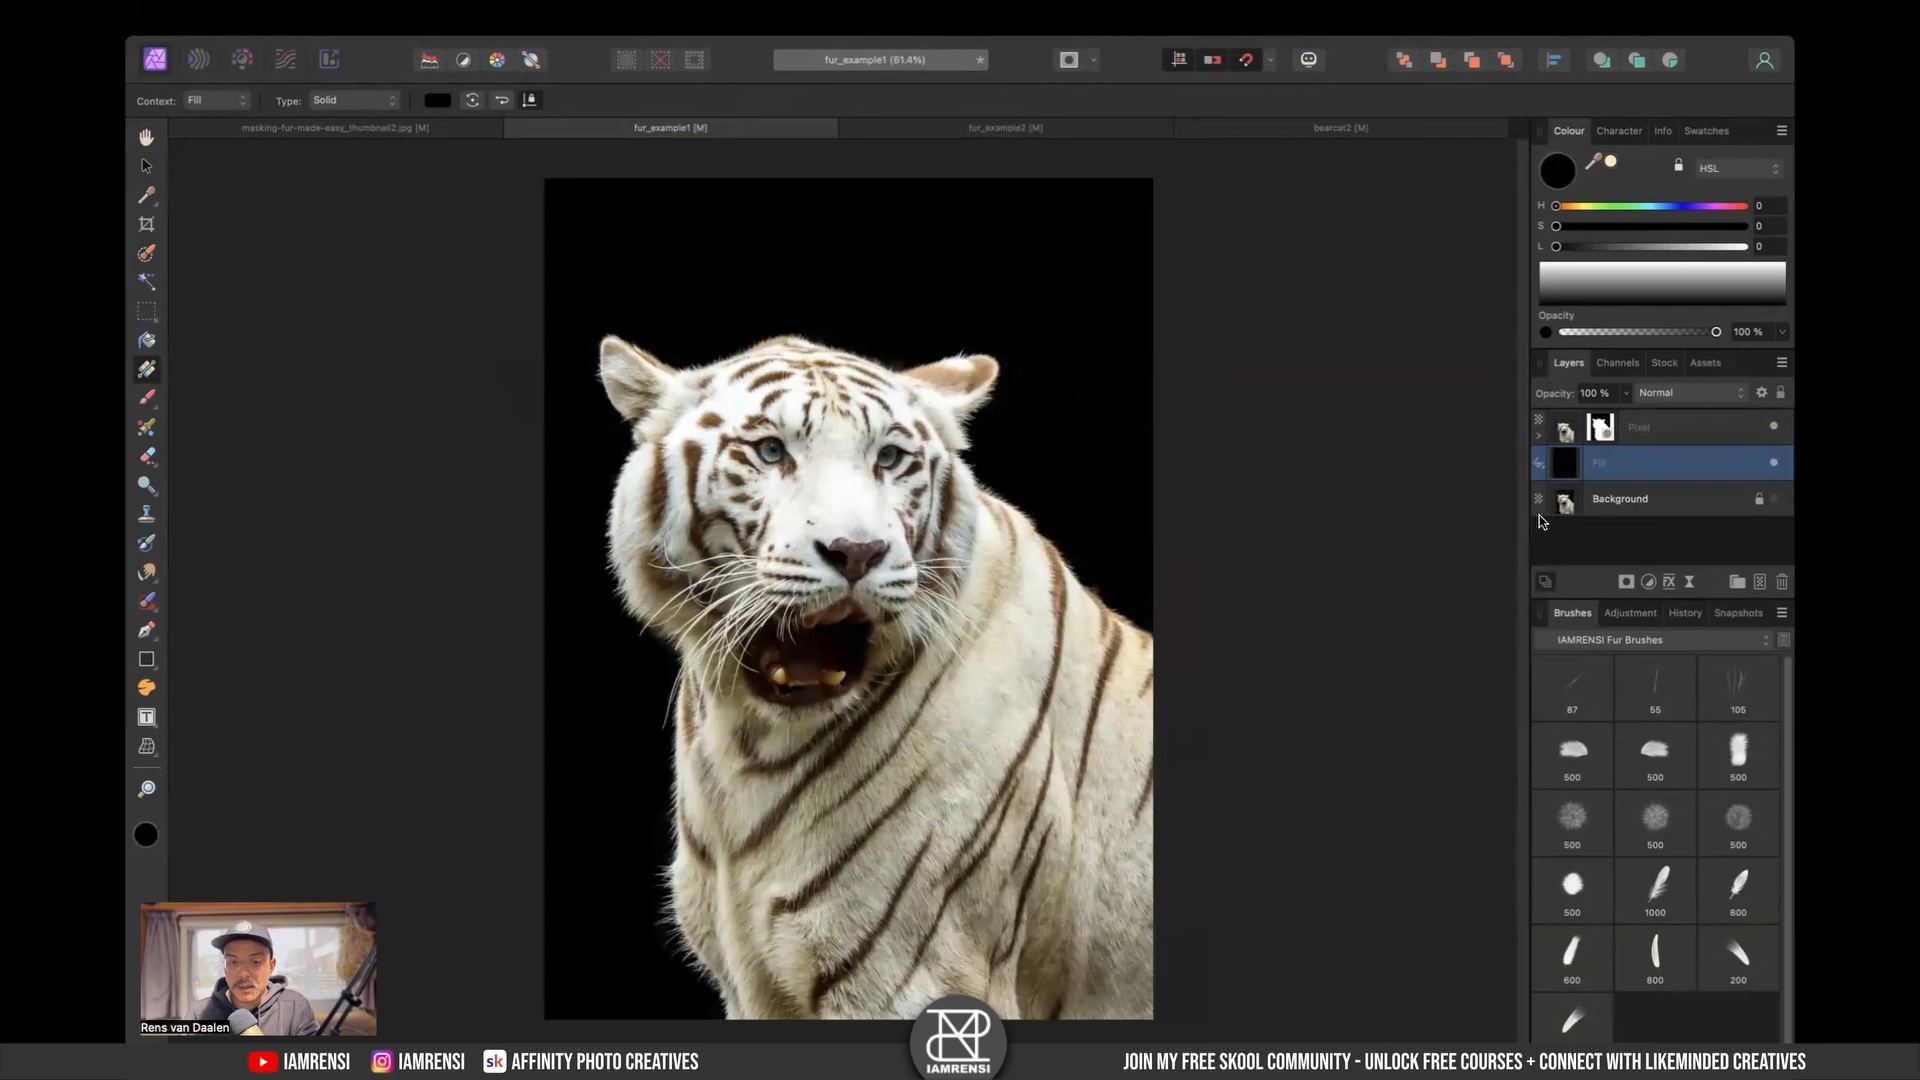 fur_example1 (61.4%)
*
Context: Fill
Type: Solid
masking-fur-made-easy_thumbnail2.jpg [M]
fur_example1 [M]
fur_example2 [M]
bearcat2 [M]
Colour Character Info Swatches
HSL
H 0
S 0
L 0
Opacity
100 %
Layers Channels Stock Assets
Opacity: 100 % Normal
Pixel
Fill
Background
Brushes Adjustment History Snapshots
IAMRENSI Fur Brushes
87 55 105
500 500 500
500 500 500
500 1000 800
600 800 200
Rens van Daalen
IAMRENSI
IAMRENSI IAMRENSI sk AFFINITY PHOTO CREATIVES
JOIN MY FREE SKOOL COMMUNITY - UNLOCK FREE COURSES + CONNECT WITH LIKEMINDED CREATIVES